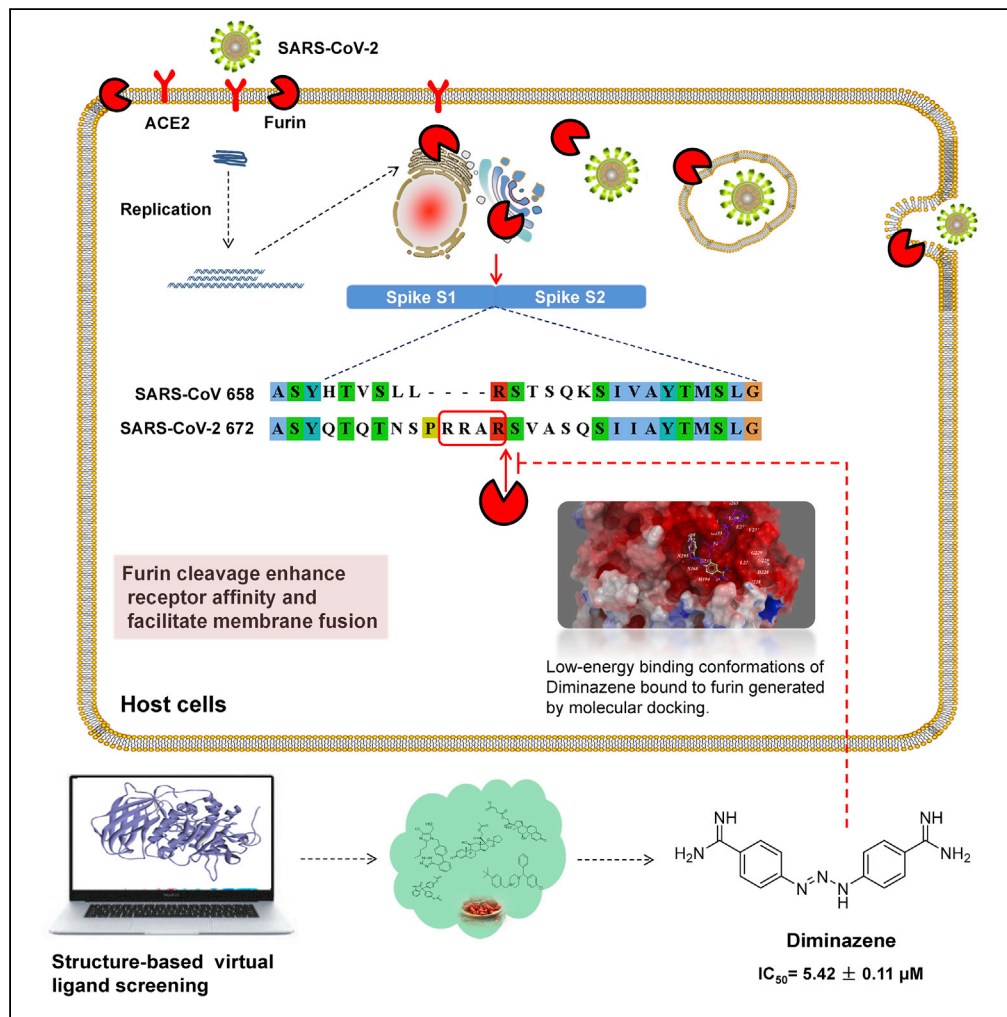 SARS-CoV-2
ACE2
Furin
Replication
Spike S1
Spike S2
SARS-CoV 658 A S Y H T V S L L - - - - R S T S Q K S I V A Y T M S L G
SARS-CoV-2 672 A S Y Q T Q T N S P R R A R S V A S Q S I I A Y T M S L G
Furin cleavage enhance
receptor affinity and
facilitate membrane fusion
Low-energy binding conformations of
Diminazene bound to furin generated
by molecular docking.
Host cells
Structure-based virtual
ligand screening
NH
H₂N
N
N
N
H
NH
NH₂
Diminazene
IC₅₀= 5.42 ± 0.11 μM